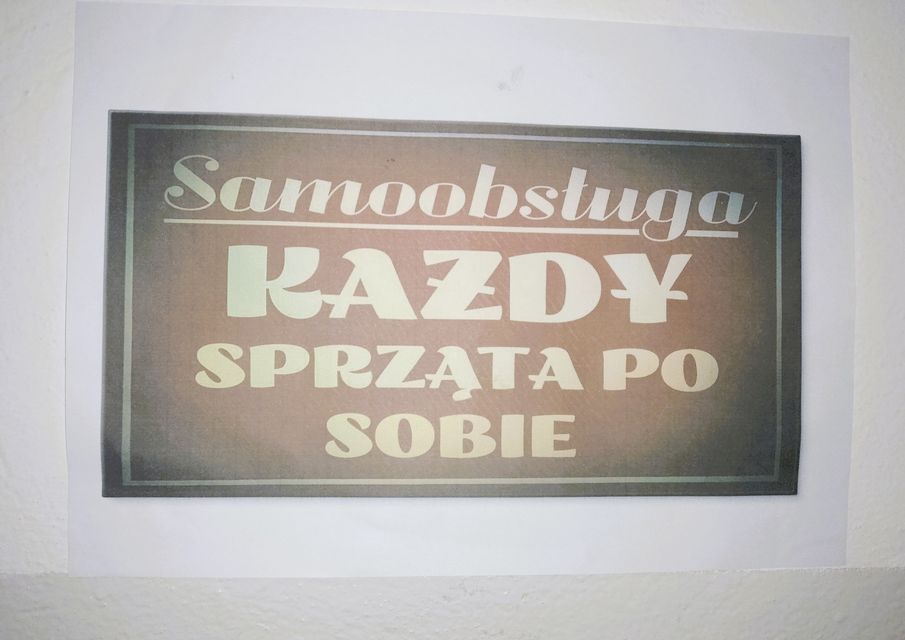 Samoobsługa
KAŻDY
SPRZĄTA PO
SOBIE